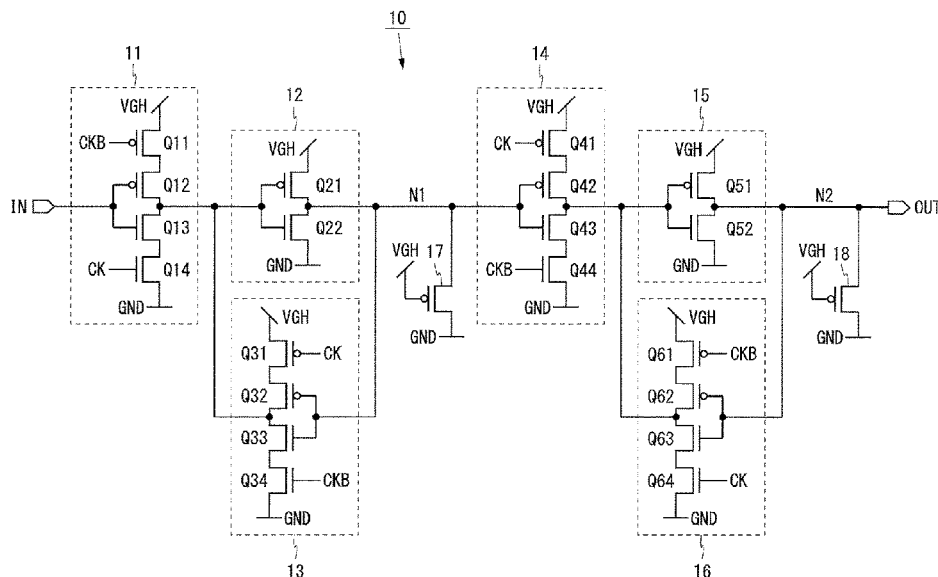 10
11
14
12
15
VGH
VGH
CKB
Q11
VGH
CK
Q41
VGH
Q12
Q21
Q42
Q51
IN
N1
N2
OUT
Q13
Q22
Q43
Q52
CK
Q14
GND
VGH
17
CKB
Q44
GND
VGH
18
GND
GND
VGH
GND
GND
VGH
GND
Q31
CK
Q61
CKB
Q32
Q62
Q33
Q63
Q34
CKB
Q64
CK
GND
GND
13
16